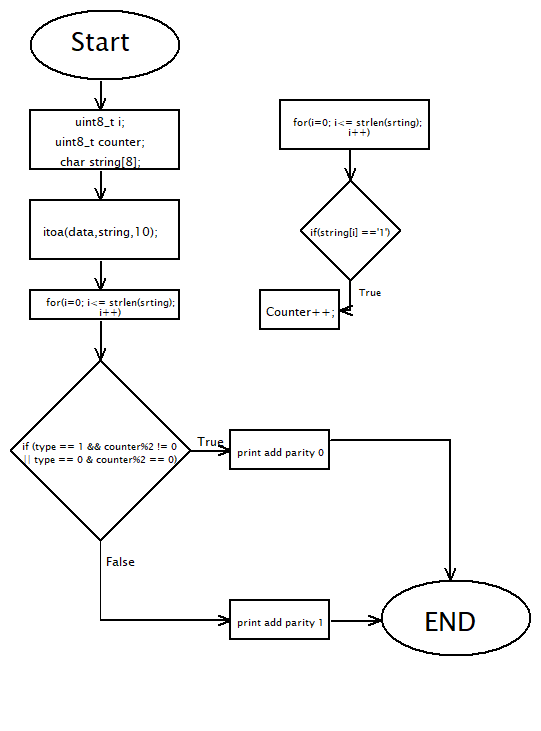 Start
uint8_t i;
uint8_t counter;
char string[8];
itoa(data,string,10);
for(i=0; i<= strlen(srting);
i++)
if (type == 1 && counter%2 != 0
|| type == 0 & counter%2 == 0)
True
print add parity 0
False
print add parity 1
END
for(i=0; i<= strlen(srting);
i++)
if(string[i] =='1')
True
Counter++;